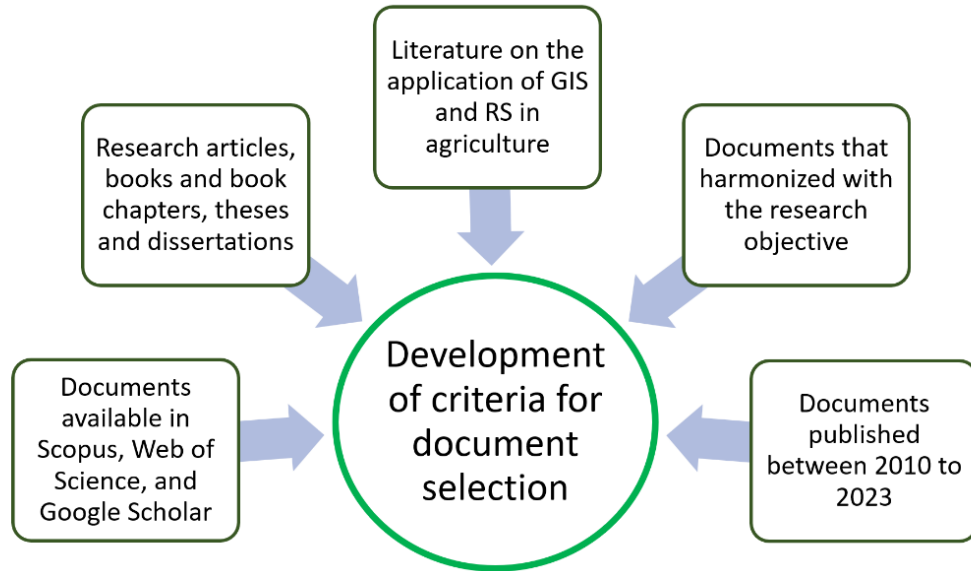 Literature on the
application of GIS
and RS in
agriculture
Research articles,
books and book
chapters, theses
and dissertations
Documents that
harmonized with
the research
objective
Documents
available in
Scopus, Web of
Science, and
Google Scholar
Development
of criteria for
document
selection
Documents
published
between 2010 to
2023